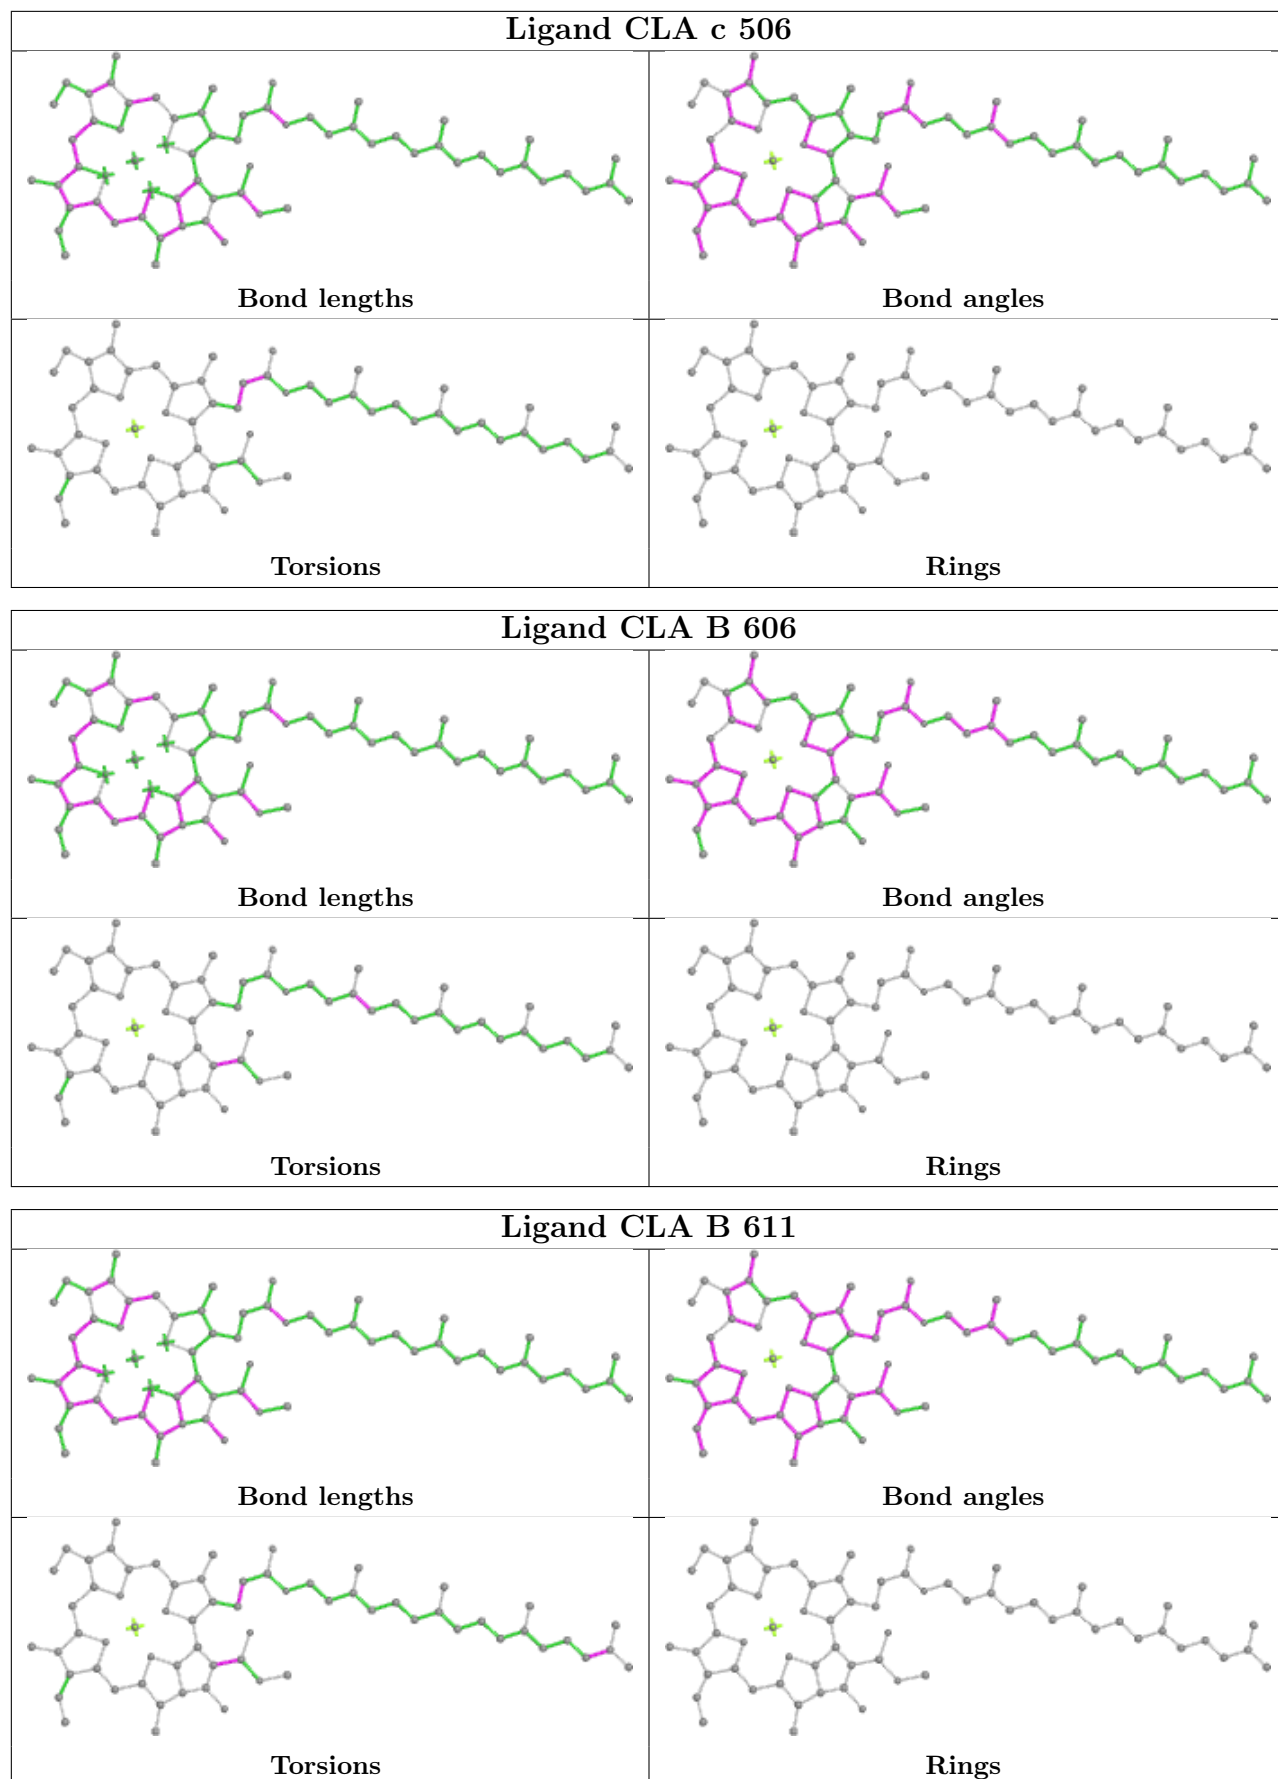 Ligand CLA c 506
Bond lengths
Bond angles
Torsions
Rings
Ligand CLA B 606
Bond lengths
Bond angles
Torsions
Rings
Ligand CLA B 611
Bond lengths
Bond angles
Torsions
Rings